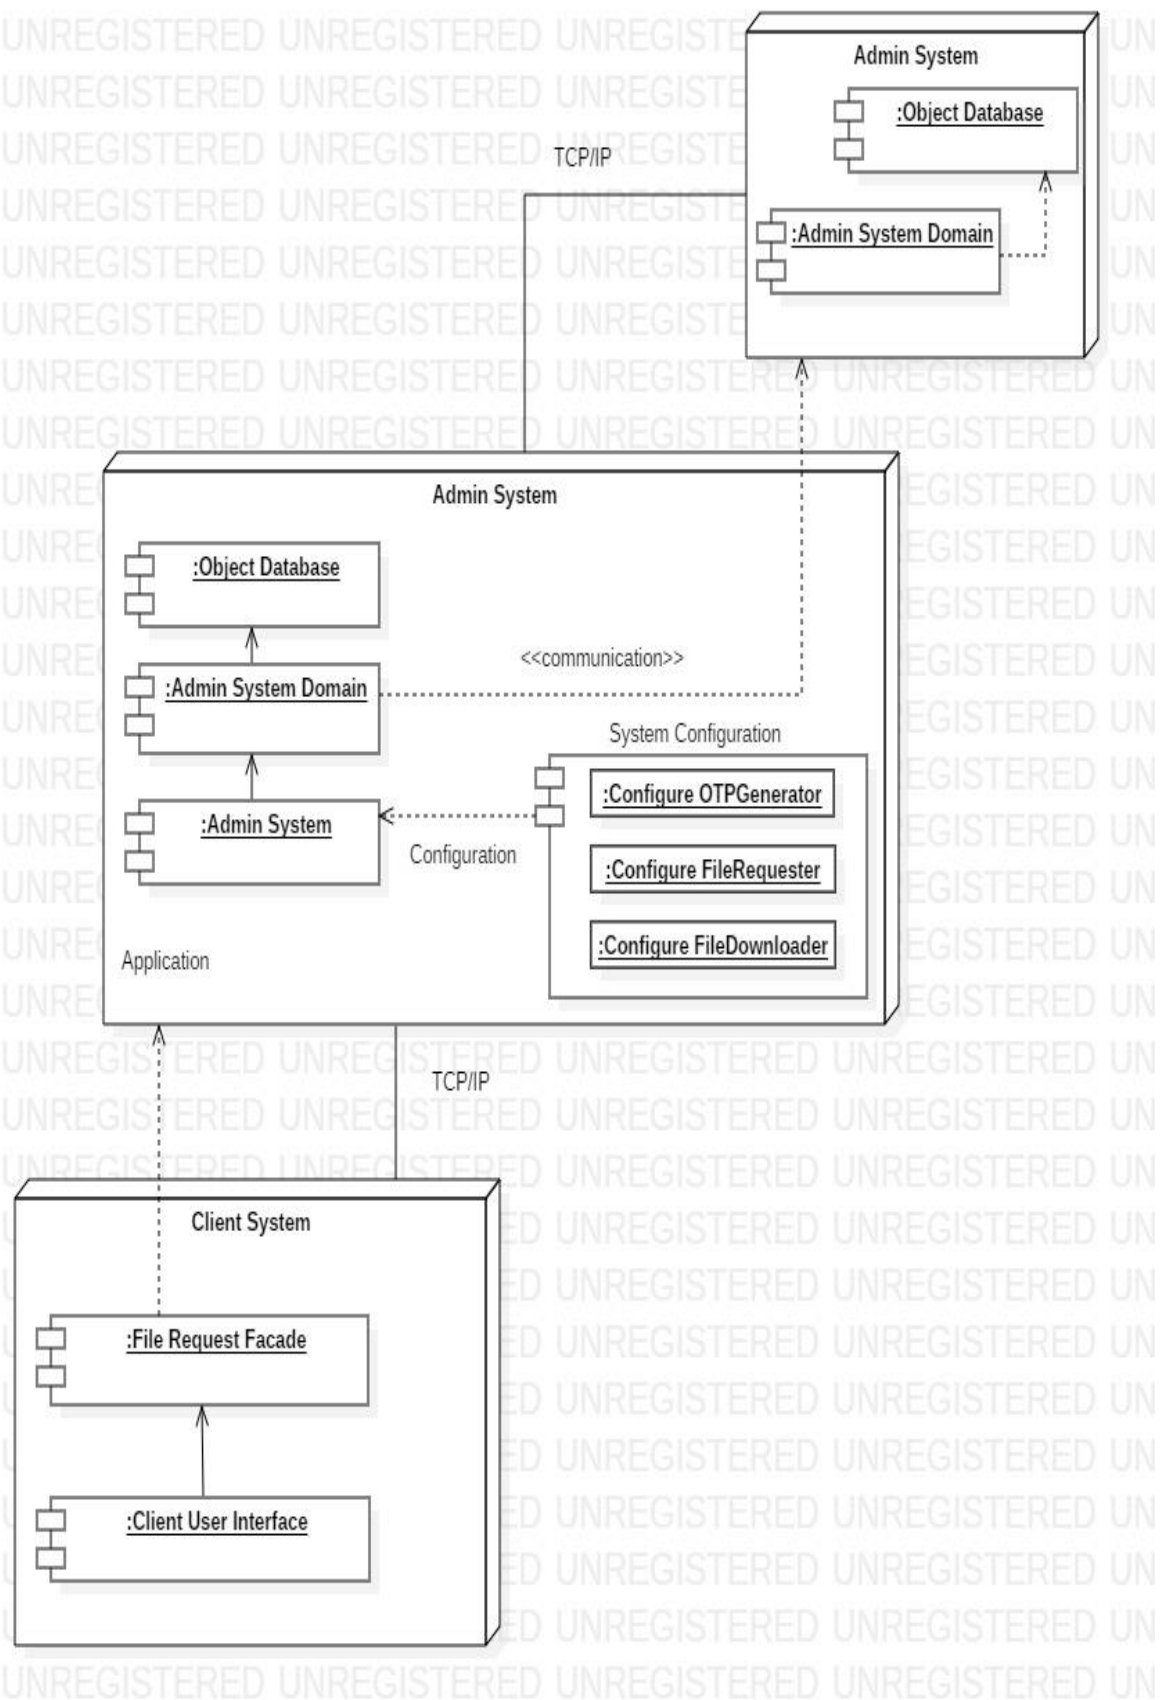 Admin System
:Object Database
TCP/IP
:Admin System Domain
Admin System
:Object Database
<<communication>>
:Admin System Domain
System Configuration
:Configure OTPGenerator
:Admin System
Configuration
:Configure FileRequester
:Configure FileDownloader
Application
TCP/IP
Client System
:File Request Facade
:Client User Interface
UNREGISTERED